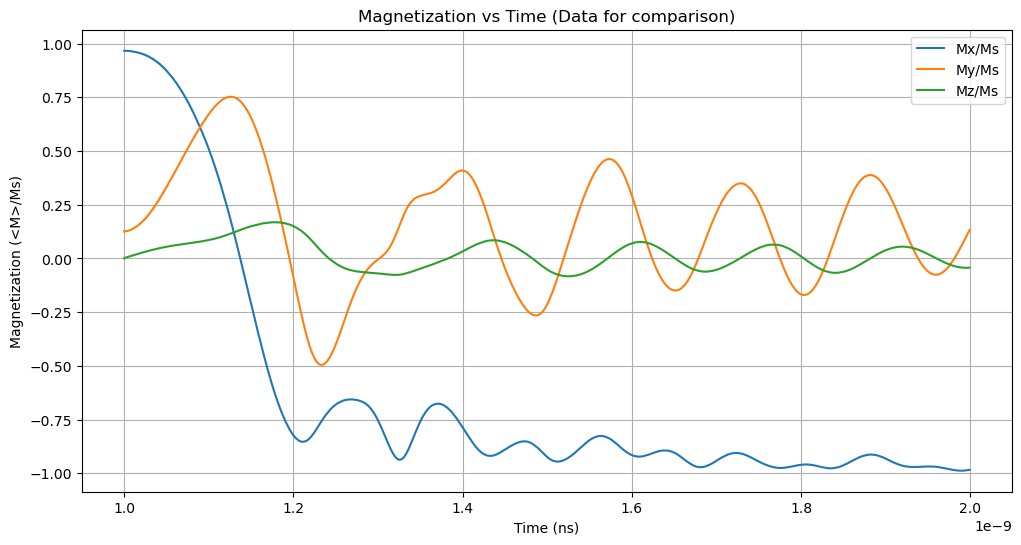 Magnetization vs Time (Data for comparison)
Magnetization (<M>/Ms)
1.00
0.75
0.50
0.25
0.00
−0.25
−0.50
−0.75
−1.00
Mx/Ms
My/Ms
Mz/Ms
1.0 1.2 1.4 1.6 1.8 2.0
1e−9
Time (ns)